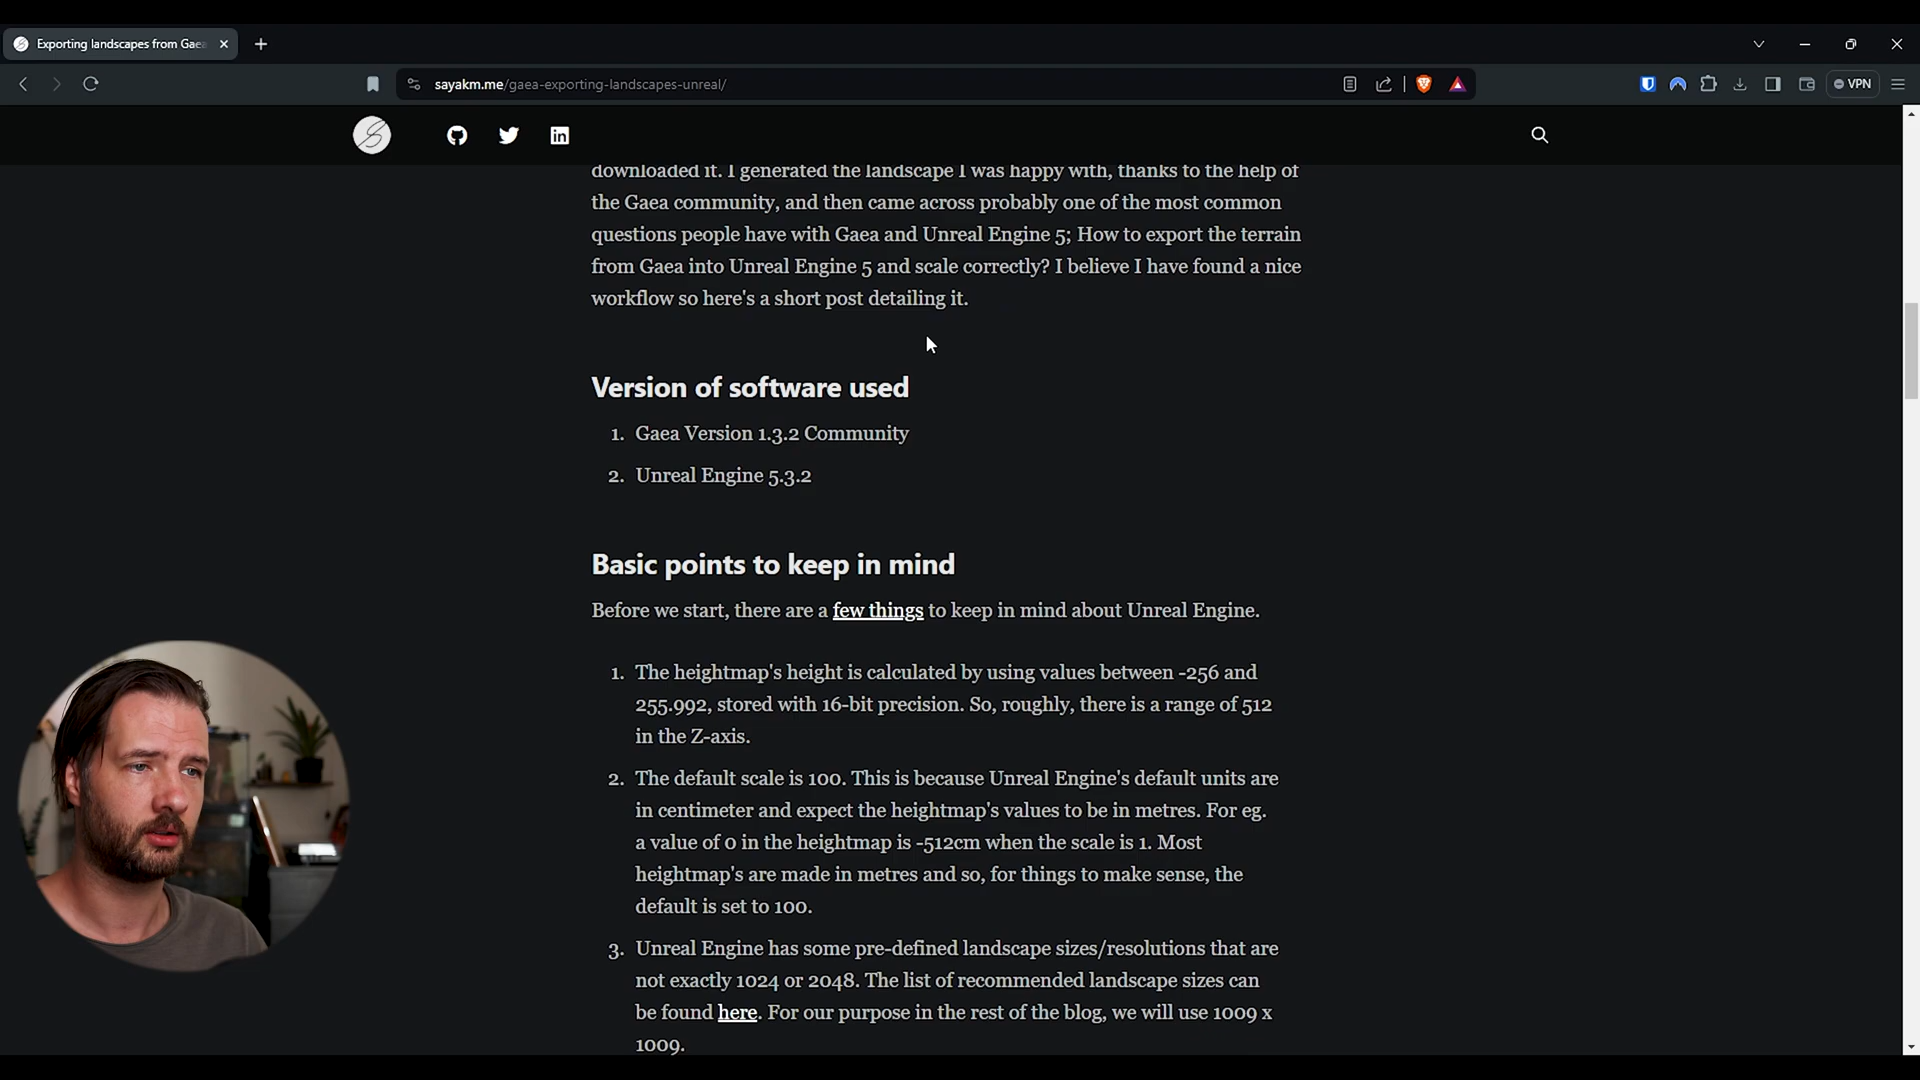 Exporting landscapes from Gae
sayakm.me/gaea-exporting-landscapes-unreal/
VPN
downloaded it. I generated the landscape I was happy with, thanks to the help of
the Gaea community, and then came across probably one of the most common
questions people have with Gaea and Unreal Engine 5; How to export the terrain
from Gaea into Unreal Engine 5 and scale correctly? I believe I have found a nice
workflow so here's a short post detailing it.
Version of software used
1. Gaea Version 1.3.2 Community
2. Unreal Engine 5.3.2
Basic points to keep in mind
Before we start, there are a few things to keep in mind about Unreal Engine.
1. The heightmap's height is calculated by using values between -256 and
255.992, stored with 16-bit precision. So, roughly, there is a range of 512
in the Z-axis.
2. The default scale is 100. This is because Unreal Engine's default units are
in centimeter and expect the heightmap's values to be in metres. For eg.
a value of 0 in the heightmap is -512cm when the scale is 1. Most
heightmap's are made in metres and so, for things to make sense, the
default is set to 100.
3. Unreal Engine has some pre-defined landscape sizes/resolutions that are
not exactly 1024 or 2048. The list of recommended landscape sizes can
be found here. For our purpose in the rest of the blog, we will use 1009 x
1009.